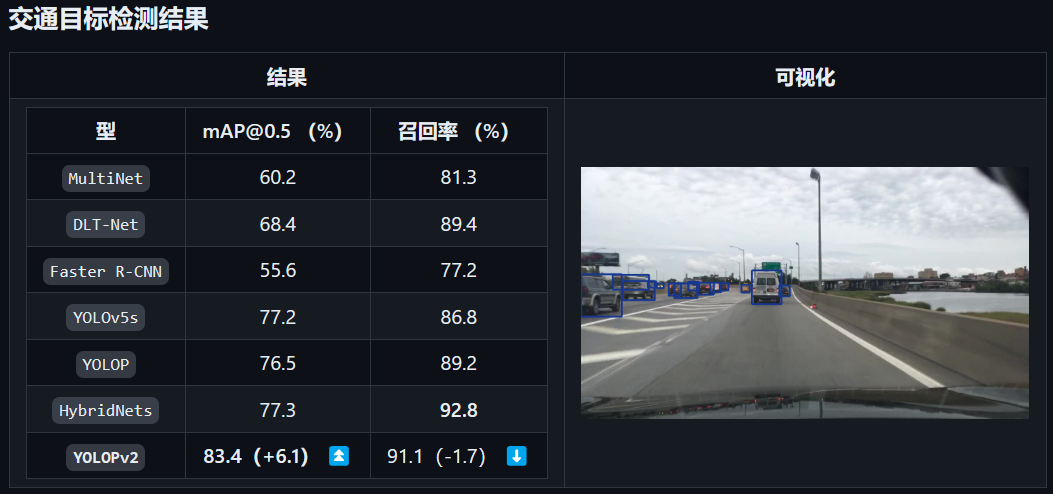 交通目标检测结果
结果 可视化
型 mAP@0.5 （%） 召回率 （%）
MultiNet 60.2 81.3
DLT-Net 68.4 89.4
Faster R-CNN 55.6 77.2
YOLOv5s 77.2 86.8
YOLOP 76.5 89.2
HybridNets 77.3 92.8
YOLOPv2 83.4（+6.1） ⏫ 91.1（-1.7） ⬇️